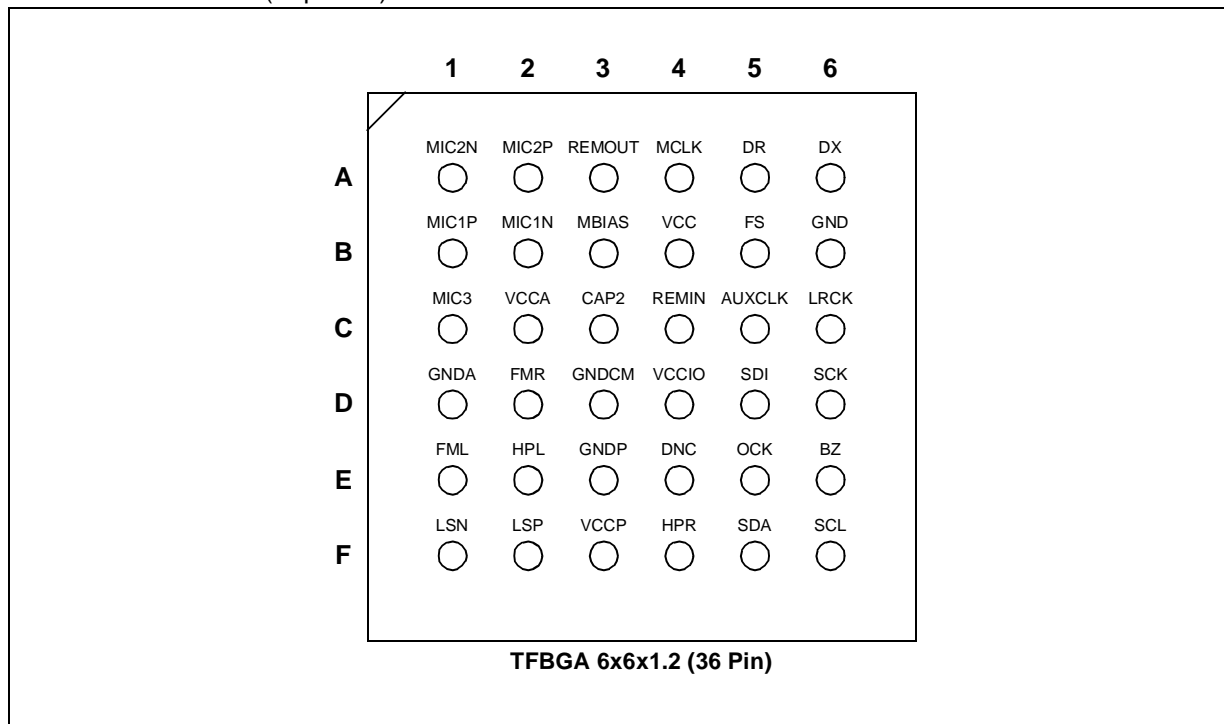 1 2 3 4 5 6
MIC2N MIC2P REMOUT MCLK DR DX
A
MIC1P MIC1N MBIAS VCC FS GND
B
MIC3 VCCA CAP2 REMIN AUXCLK LRCK
C
GNDA FMR GNDCM VCCIO SDI SCK
D
FML HPL GNDP DNC OCK BZ
E
LSN LSP VCCP HPR SDA SCL
F
TFBGA 6x6x1.2 (36 Pin)